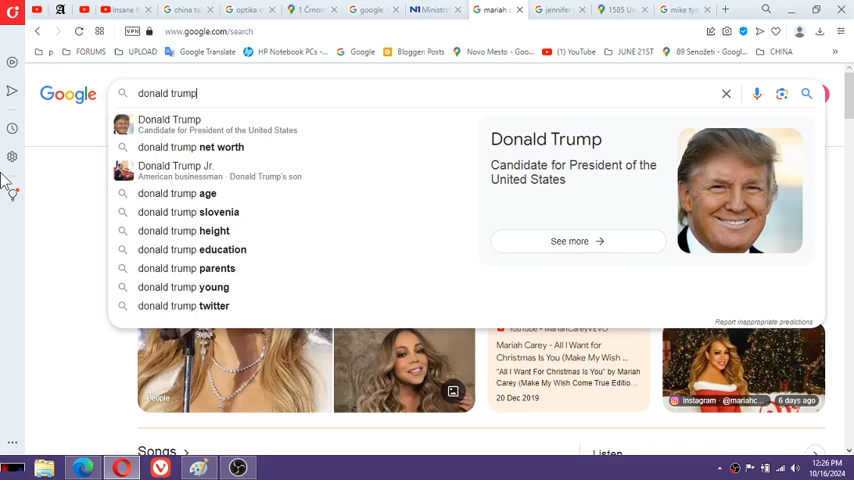 Insane f
china ta
optika c
1 Črnom
google l
Ministrs
mariah c
jennifer
1585 Un
mike tys
VPN
www.google.com/search
p
FORUMS
UPLOAD
Google Translate
HP Notebook PCs -...
Google
Blogger: Posts
Novo Mesto - Goog...
(1) YouTube
JUNE 21ST
89 Senožeti - Google...
CHINA
Google
donald trump
Donald Trump
Candidate for President of the United States
donald trump net worth
Donald Trump Jr.
American businessman · Donald Trump's son
donald trump age
donald trump slovenia
donald trump height
donald trump education
donald trump parents
donald trump young
donald trump twitter
Donald Trump
Candidate for President of the
United States
See more
Report inappropriate predictions
People
YouTube · MariahCareyVEVO
Mariah Carey - All I Want for
Christmas Is You (Make My Wish ...
"All I Want For Christmas Is You" by Mariah
Carey (Make My Wish Come True Editio...
20 Dec 2019
Instagram · @mariahc...
6 days ago
Songs
Listen
12:26 PM
10/16/2024